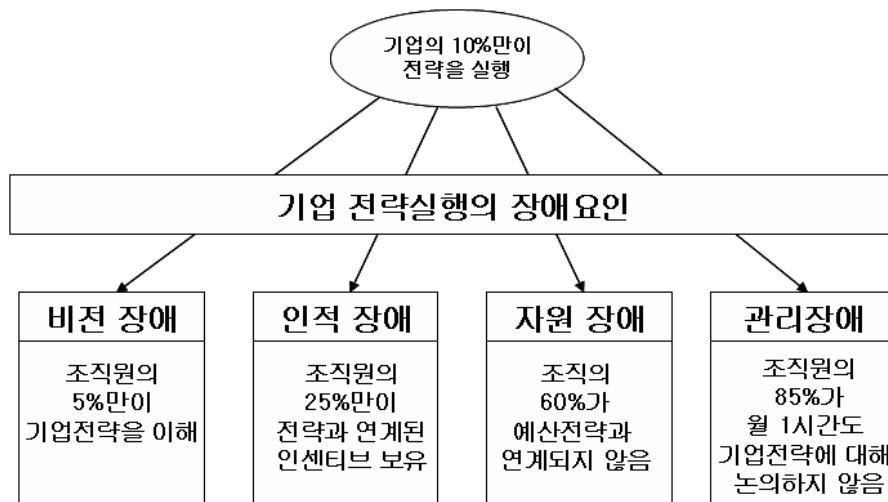 기업의 10%만이
전략을 실행
기업 전략실행의 장애요인
비전 장애
조직원의
5%만이
기업전략을 이해
인적 장애
조직원의
25%만이
전략과 연계된
인센티브 보유
자원 장애
조직의
60%가
예산전략과
연계되지 않음
관리장애
조직원의
85%가
월 1시간도
기업전략에 대해
논의하지 않음